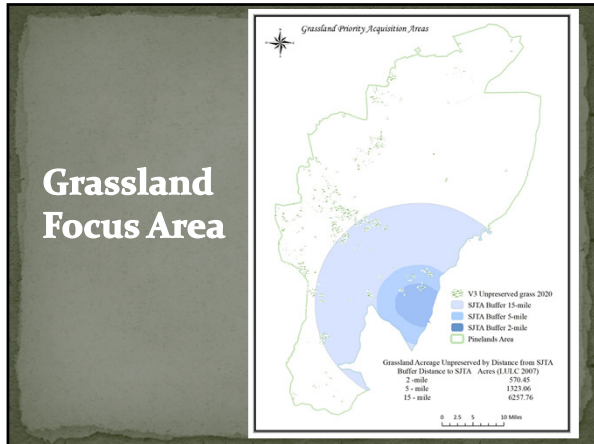 Grassland
Focus Area
Grassland Priority Acquisition Areas
V3 Unpreserved grass 2020
SJTA Buffer 15-mile
SJTA Buffer 5-mile
SJTA Buffer 2-mile
Pinelands Area
Grassland Acreage Unpreserved by Distance from SJTA
Buffer Distance to SJTA Acres (LULC 2007)
2 -mile 570.45
5 - mile 1323.06
15 - mile 6257.76
0 2.5 5 10 Miles